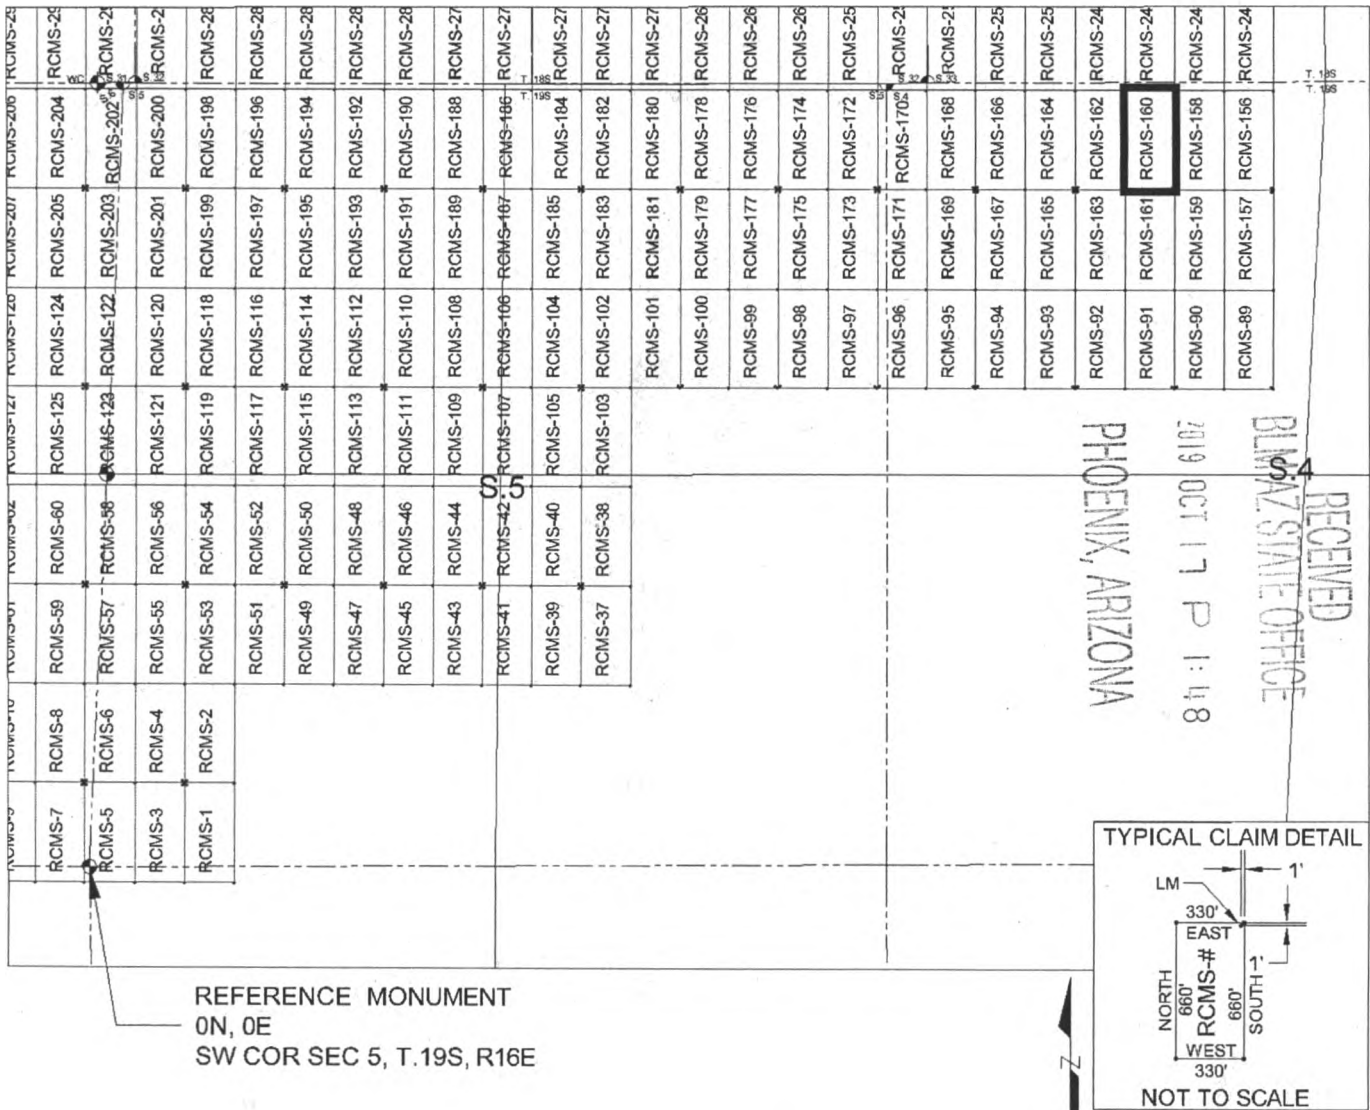 RCMS-204 RCMS-202 RCMS-200 RCMS-198 RCMS-196 RCMS-194 RCMS-192 RCMS-190 RCMS-188 RCMS-186 RCMS-184 RCMS-182 RCMS-180 RCMS-178 RCMS-176 RCMS-174 RCMS-172 RCMS-170 RCMS-168 RCMS-166 RCMS-164 RCMS-162 RCMS-160 RCMS-158 RCMS-156
WC S.31 S.32
S.6 S.5
T. 18S
T. 19S
S.32 S.33
S.5 S.4
T. 18S
T. 19S
RCMS-207 RCMS-205 RCMS-203 RCMS-201 RCMS-199 RCMS-197 RCMS-195 RCMS-193 RCMS-191 RCMS-189 RCMS-187 RCMS-185 RCMS-183 RCMS-181 RCMS-179 RCMS-177 RCMS-175 RCMS-173 RCMS-171 RCMS-169 RCMS-167 RCMS-165 RCMS-163 RCMS-161 RCMS-159 RCMS-157
RCMS-124 RCMS-122 RCMS-120 RCMS-118 RCMS-116 RCMS-114 RCMS-112 RCMS-110 RCMS-108 RCMS-106 RCMS-104 RCMS-102 RCMS-101 RCMS-100 RCMS-99 RCMS-98 RCMS-97 RCMS-96 RCMS-95 RCMS-94 RCMS-93 RCMS-92 RCMS-91 RCMS-90 RCMS-89
RCMS-125 RCMS-123 RCMS-121 RCMS-119 RCMS-117 RCMS-115 RCMS-113 RCMS-111 RCMS-109 RCMS-107 RCMS-105 RCMS-103
S.5
S.4
RCMS-60 RCMS-58 RCMS-56 RCMS-54 RCMS-52 RCMS-50 RCMS-48 RCMS-46 RCMS-44 RCMS-42 RCMS-40 RCMS-38
RCMS-59 RCMS-57 RCMS-55 RCMS-53 RCMS-51 RCMS-49 RCMS-47 RCMS-45 RCMS-43 RCMS-41 RCMS-39 RCMS-37
RCMS-8 RCMS-6 RCMS-4 RCMS-2
RCMS-7 RCMS-5 RCMS-3 RCMS-1
RECEIVED
BLM AZ STATE OFFICE
2019 OCT 17 P 1:48
PHOENIX, ARIZONA
REFERENCE MONUMENT
0N, 0E
SW COR SEC 5, T.19S, R16E
N
TYPICAL CLAIM DETAIL
1'
LM
330'
EAST
1'
NORTH
660'
RCMS-#
660'
SOUTH
WEST
330'
NOT TO SCALE